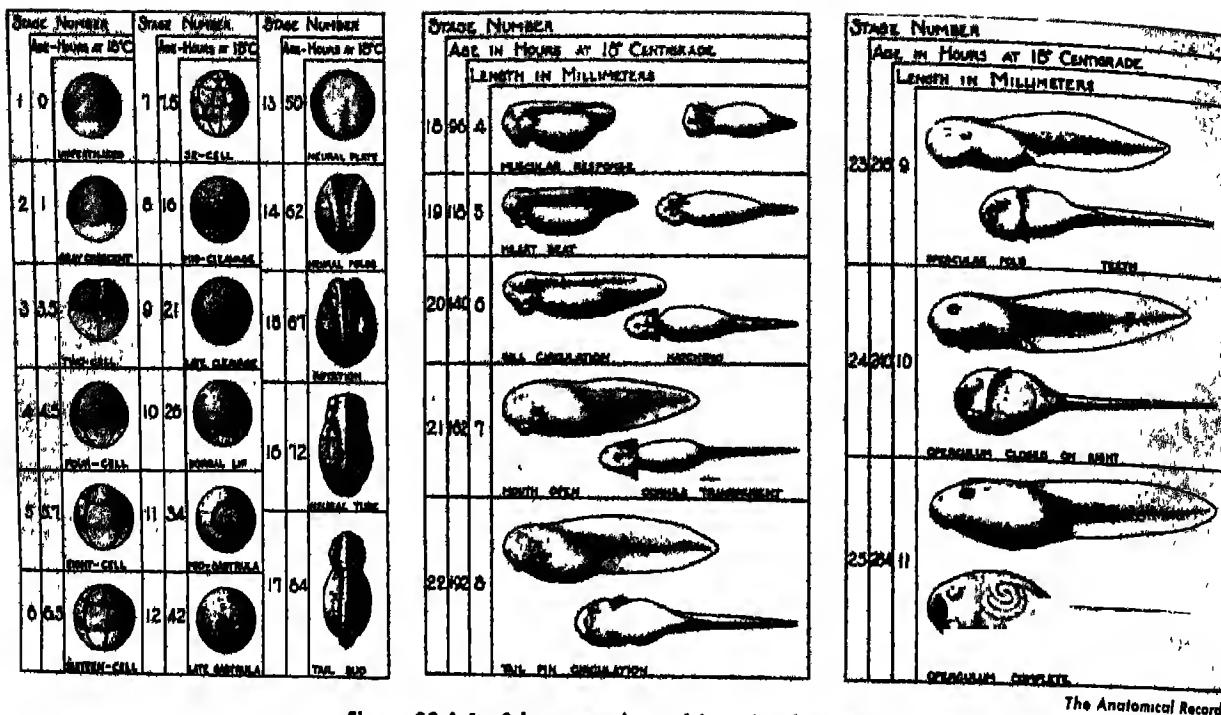 STAGE NUMBER
AGE-HOURS AT 18°C
1 0
UNFERTILIZED
2 1
GRAY CRESCENT
3 3.5
TWO-CELL
4 4.5
FOUR-CELL
5 5.7
EIGHT-CELL
6 6.5
SIXTEEN-CELL
STAGE NUMBER
AGE-HOURS AT 18°C
7 7.5
32-CELL
8 16
MID-CLEAVAGE
9 21
LATE CLEAVAGE
10 26
DORSAL LIP
11 34
MID-GASTRULA
12 42
LATE GASTRULA
STAGE NUMBER
AGE-HOURS AT 18°C
13 50
NEURAL PLATE
14 62
NEURAL FOLDS
15 67
ROTATION
16 72
NEURAL TUBE
17 84
TAIL BUD
STAGE NUMBER
AGE IN HOURS AT 18° CENTIGRADE
LENGTH IN MILLIMETERS
18 96 4
MUSCULAR RESPONSE
19 118 5
HEART BEAT
20 140 6
GILL CIRCULATION HATCHING
21 162 7
MOUTH OPEN CORNEA TRANSPARENT
22 192 8
TAIL FIN CIRCULATION
STAGE NUMBER
AGE IN HOURS AT 18° CENTIGRADE
LENGTH IN MILLIMETERS
23 216 9
OPERCULAR FOLD TEETH
24 240 10
OPERCULUM CLOSED ON RIGHT
25 284 11
OPERCULUM COMPLETE
The Anatomical Record